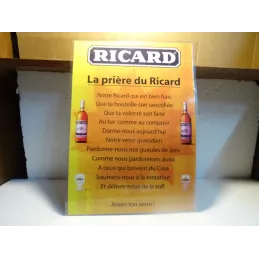 RICARD
La prière du Ricard
Notre Ricard qui est bien frais
Que ta bouteille soit sanctifiée
Que ta volonté soit faite
Au bar comme au comptoir
Donne-nous aujourd'hui
Notre verre quotidien
Pardonne-nous nos gueules de bois
Comme nous pardonnons aussi
A ceux qui boivent du Casa
Soumets-nous à la tentation
Et délivre-nous de la soif
Amen ton verre !